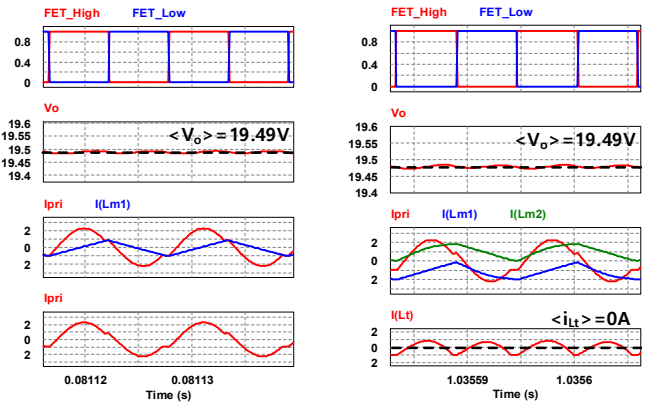 FET_High FET_Low
0.8
0.4
0
Vo
19.6
19.55
19.5
19.45
19.4
<Vo> = 19.49V
Ipri I(Lm1)
2
0
2
Ipri
2
0
2
0.08112 0.08113
Time (s)
FET_High FET_Low
0.8
0.4
0
Vo
19.6
19.5
19.4
<Vo> = 19.49V
Ipri I(Lm1) I(Lm2)
2
0
2
I(Lt)
<iLt> = 0A
2
0
2
1.03559 1.0356
Time (s)